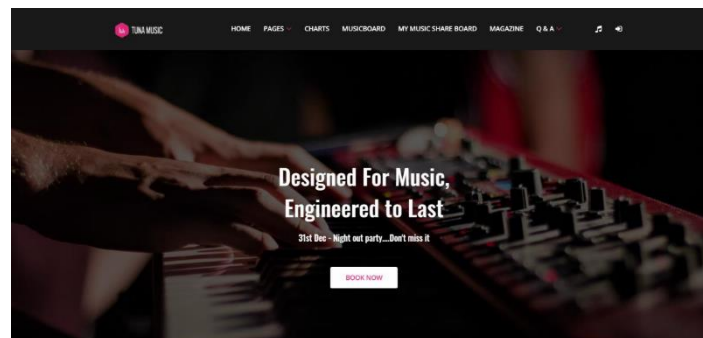 TUNA MUSIC
HOME PAGES CHARTS MUSICBOARD MY MUSIC SHARE BOARD MAGAZINE Q & A
Designed For Music,
Engineered to Last
31st Dec - Night out party....Don't miss it
BOOK NOW